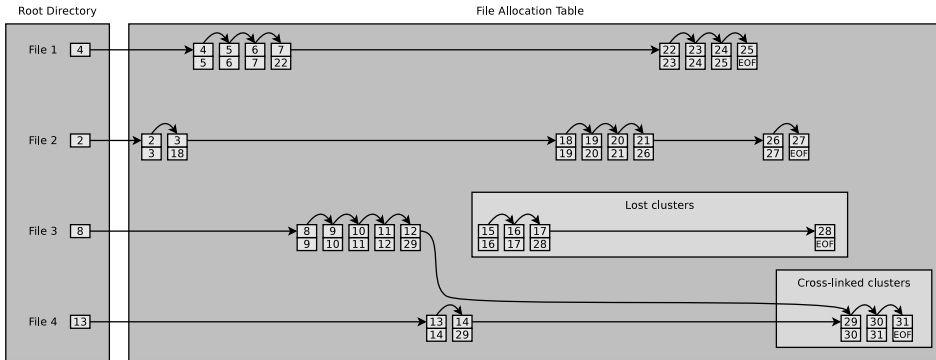 Root Directory File Allocation Table
File 1 4 4 5 6 7 22 23 24 25
5 6 7 22 23 24 25 EOF
File 2 2 2 3 18 19 20 21 26 27
3 18 19 20 21 26 27 EOF
Lost clusters
File 3 8 8 9 10 11 12 15 16 17 28
9 10 11 12 29 16 17 28 EOF
Cross-linked clusters
File 4 13 13 14 29 30 31
14 29 30 31 EOF